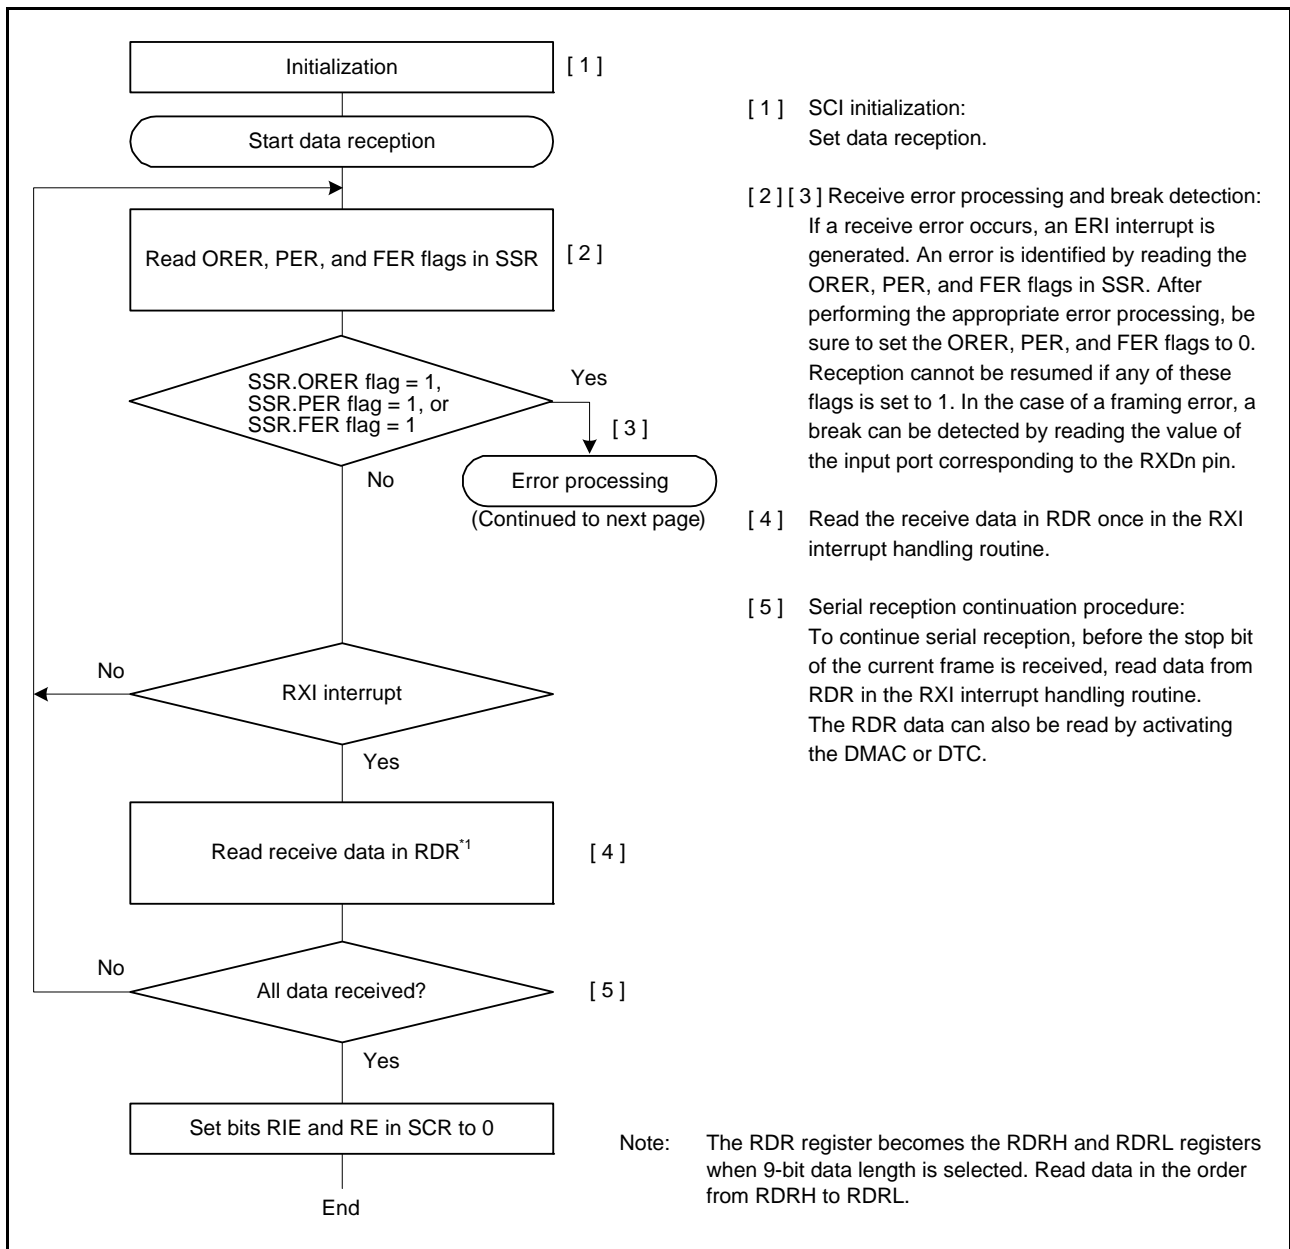 Initialization
[ 1 ]
Start data reception
Read ORER, PER, and FER flags in SSR
[ 2 ]
SSR.ORER flag = 1,
SSR.PER flag = 1, or
SSR.FER flag = 1
Yes
[ 3 ]
No
Error processing
(Continued to next page)
No
RXI interrupt
Yes
Read receive data in RDR*1
[ 4 ]
No
All data received?
[ 5 ]
Yes
Set bits RIE and RE in SCR to 0
End
[ 1 ] SCI initialization:
Set data reception.
[ 2 ] [ 3 ] Receive error processing and break detection:
If a receive error occurs, an ERI interrupt is
generated. An error is identified by reading the
ORER, PER, and FER flags in SSR. After
performing the appropriate error processing, be
sure to set the ORER, PER, and FER flags to 0.
Reception cannot be resumed if any of these
flags is set to 1. In the case of a framing error, a
break can be detected by reading the value of
the input port corresponding to the RXDn pin.
[ 4 ] Read the receive data in RDR once in the RXI
interrupt handling routine.
[ 5 ] Serial reception continuation procedure:
To continue serial reception, before the stop bit
of the current frame is received, read data from
RDR in the RXI interrupt handling routine.
The RDR data can also be read by activating
the DMAC or DTC.
Note: The RDR register becomes the RDRH and RDRL registers
when 9-bit data length is selected. Read data in the order
from RDRH to RDRL.